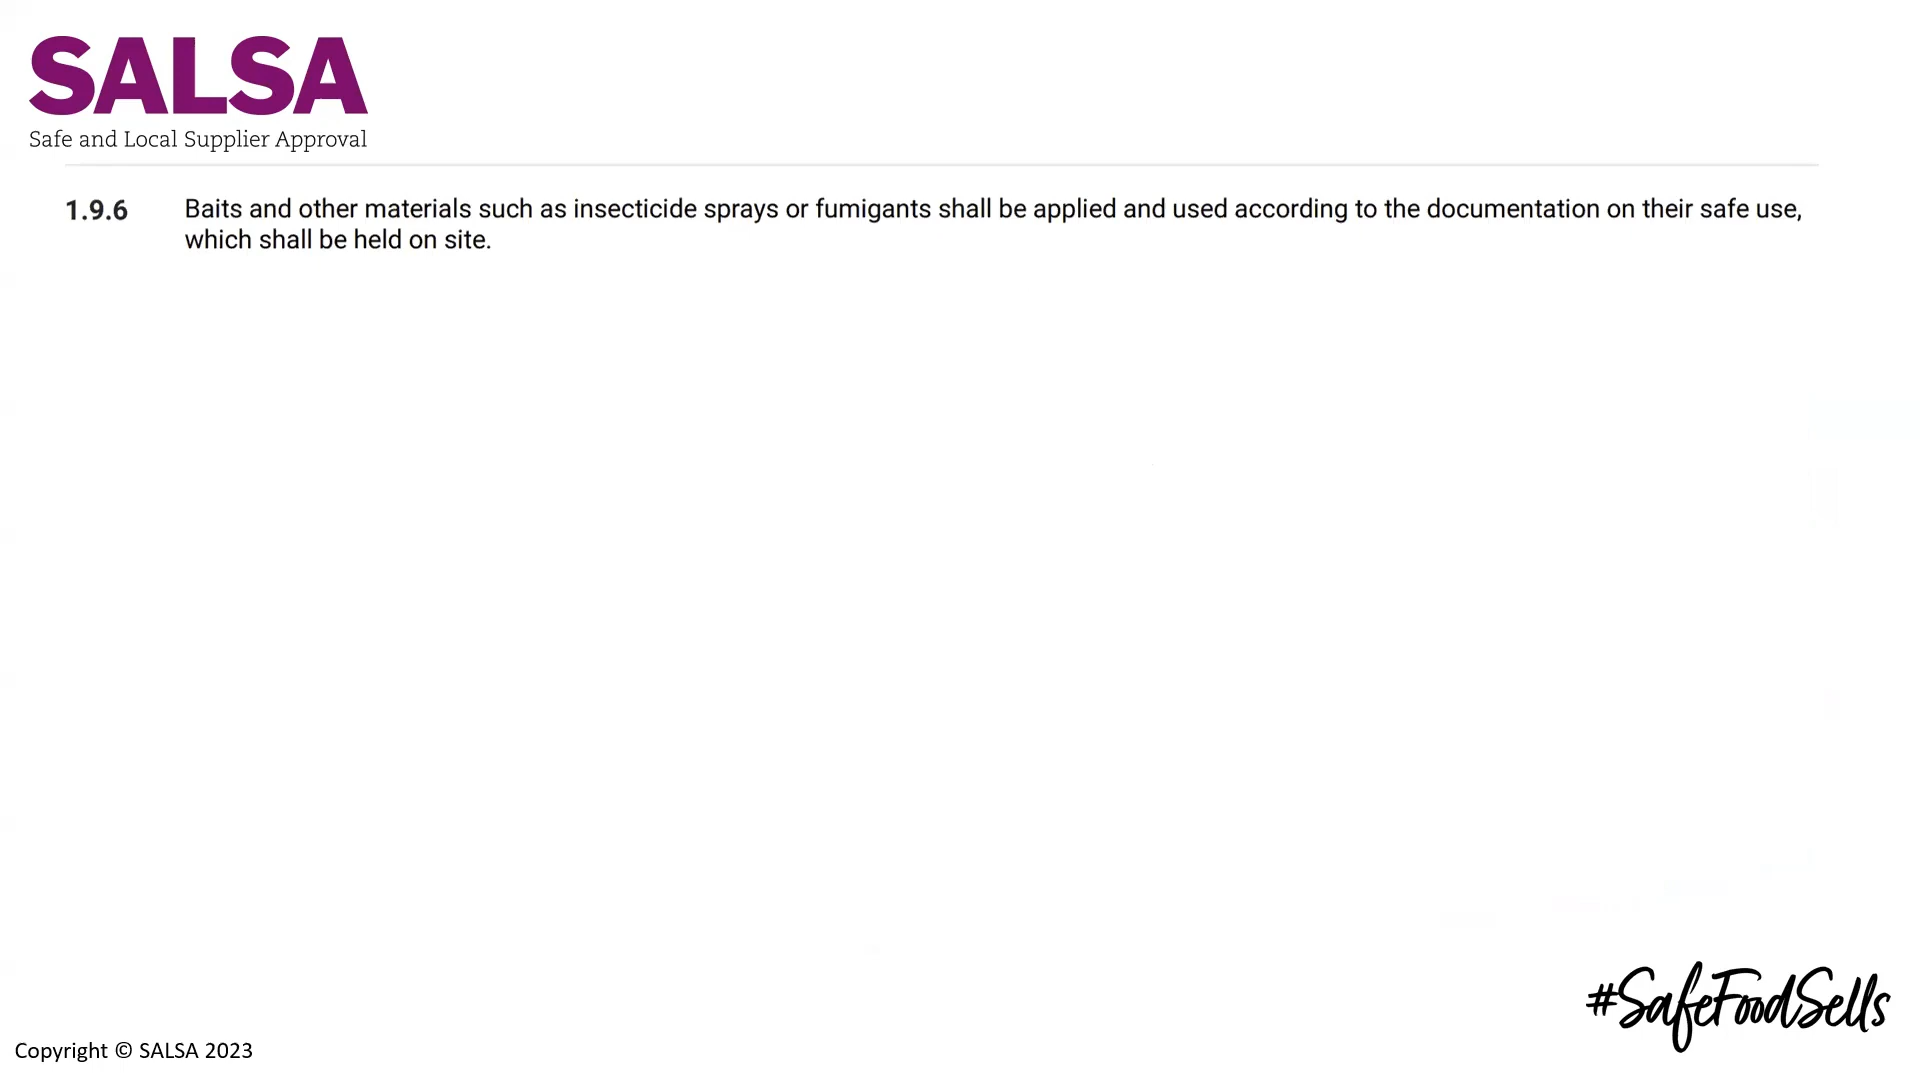 SALSA
Safe and Local Supplier Approval
1.9.6 Baits and other materials such as insecticide sprays or fumigants shall be applied and used according to the documentation on their safe use,
which shall be held on site.
#SafeFoodSells
Copyright © SALSA 2023